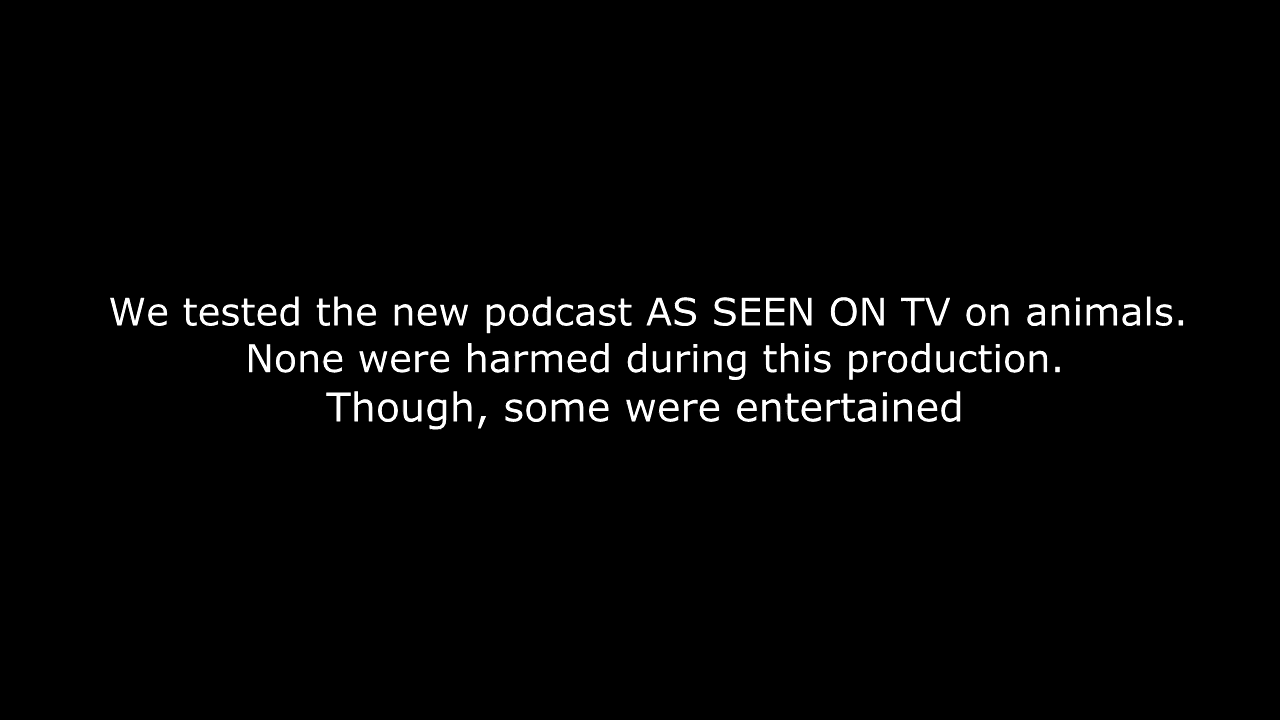 We tested the new podcast AS SEEN ON TV on animals.
None were harmed during this production.
Though, some were entertained